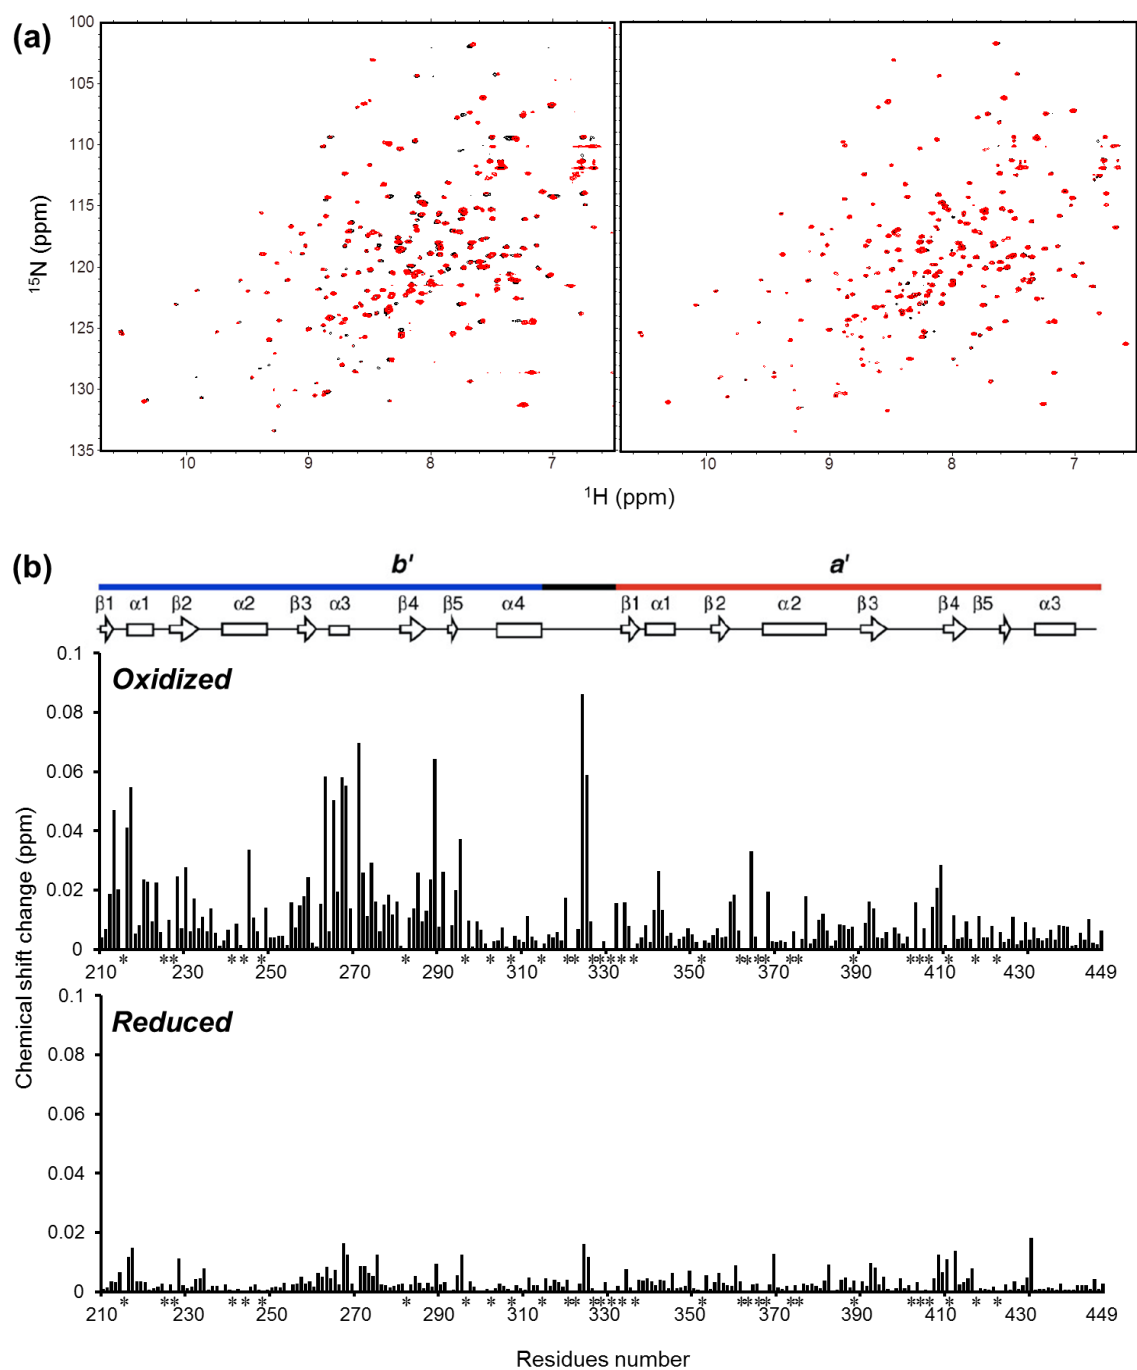 (a)
100
105
110
115
120
125
130
135
¹⁵N (ppm)
10 9 8 7 10 9 8 7
¹H (ppm)
(b)
b' a'
β1 α1 β2 α2 β3 α3 β4 β5 α4 β1 α1 β2 α2 β3 β4 β5 α3
Oxidized
0.1
0.08
0.06
0.04
0.02
0
210 230 250 270 290 310 330 350 370 390 410 430 449
* * * * * * * * * * * * * * * * * * * * * * * * * * * * * * * *
Reduced
0.1
0.08
0.06
0.04
0.02
0
210 230 250 270 290 310 330 350 370 390 410 430 449
* * * * * * * * * * * * * * * * * * * * * * * * * * * * * * * *
Chemical shift change (ppm)
Residues number